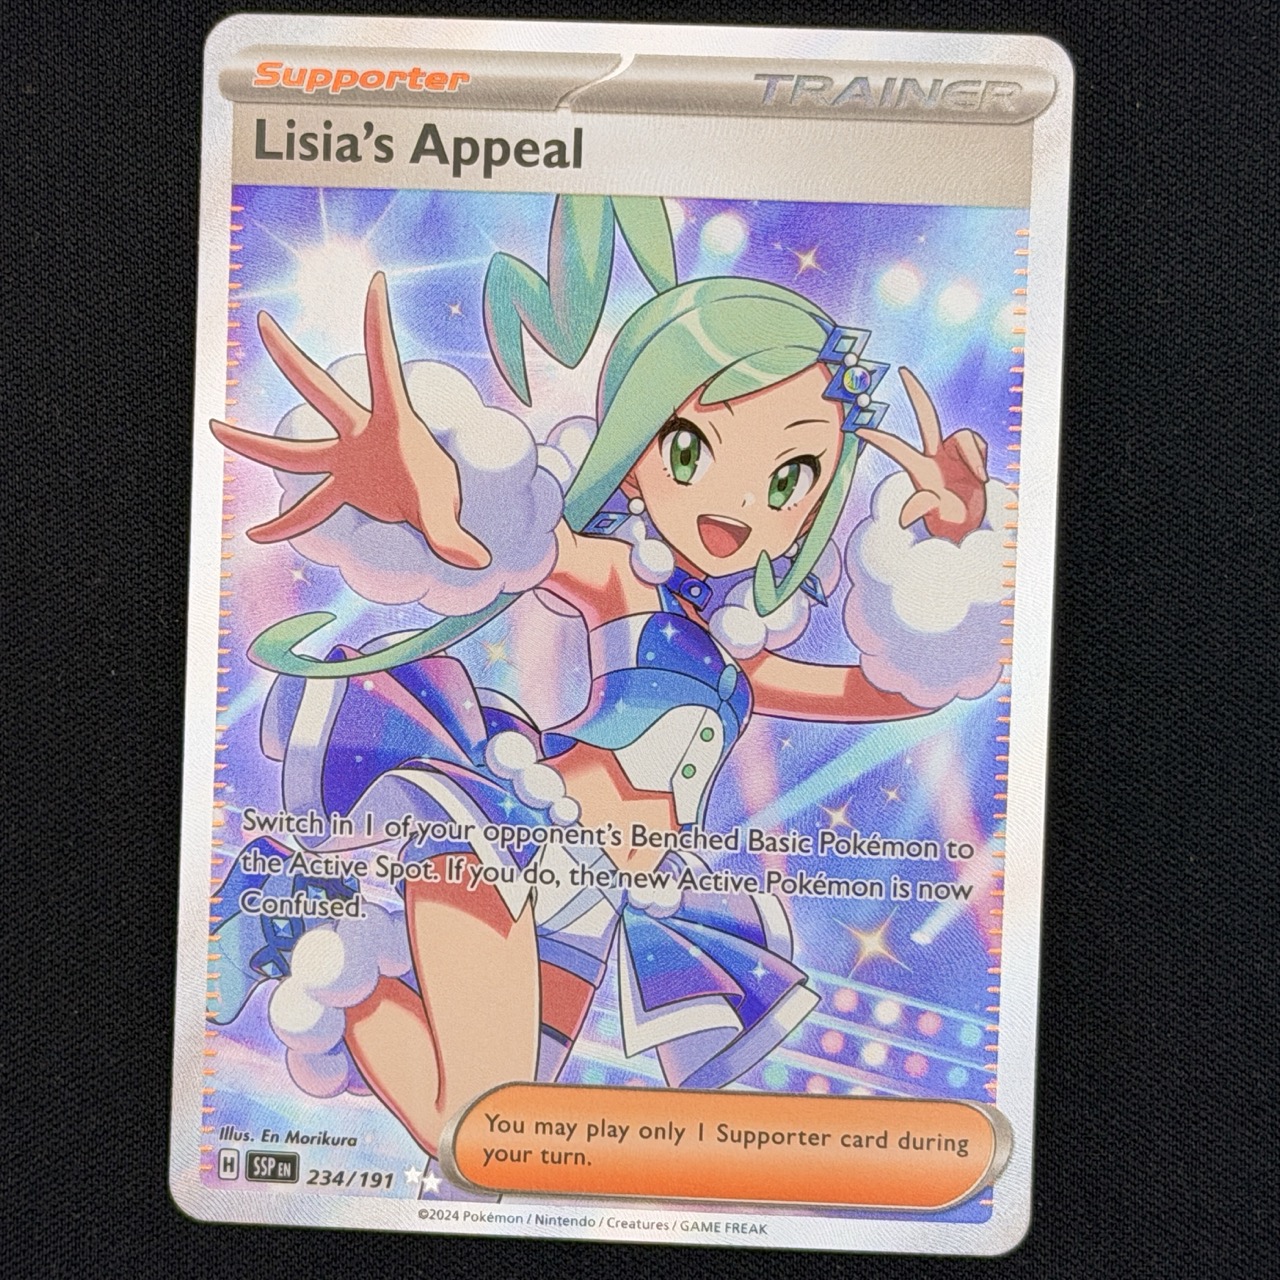 Supporter TRAINER
Lisia's Appeal
Switch in 1 of your opponent's Benched Basic Pokémon to
the Active Spot. If you do, the new Active Pokémon is now
Confused.
You may play only 1 Supporter card during
your turn.
Illus. En Morikura
H SSP EN 234/191
©2024 Pokémon / Nintendo / Creatures / GAME FREAK